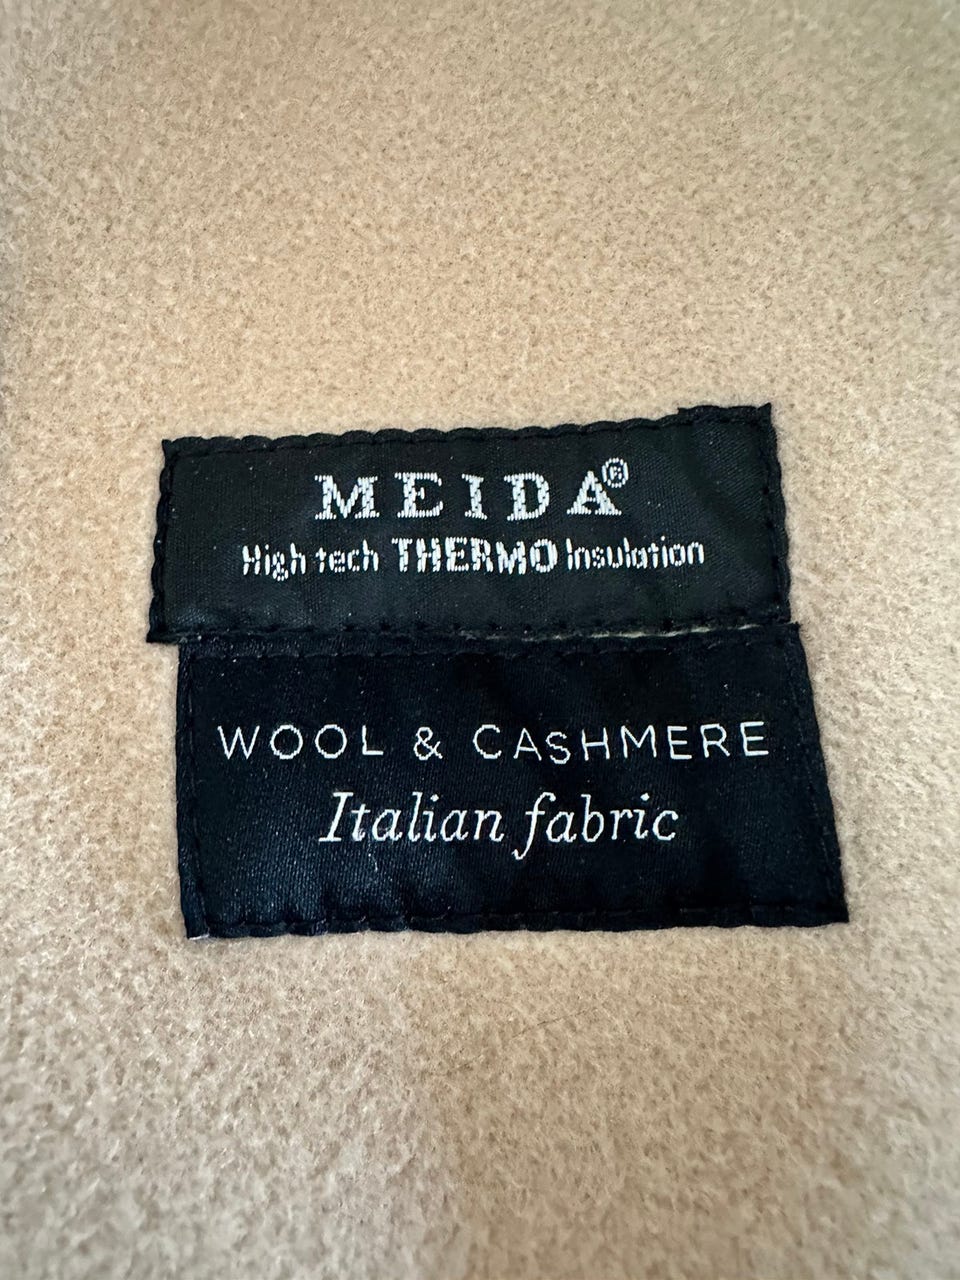 MEIDA®
High tech THERMO Insulation
WOOL & CASHMERE
Italian fabric